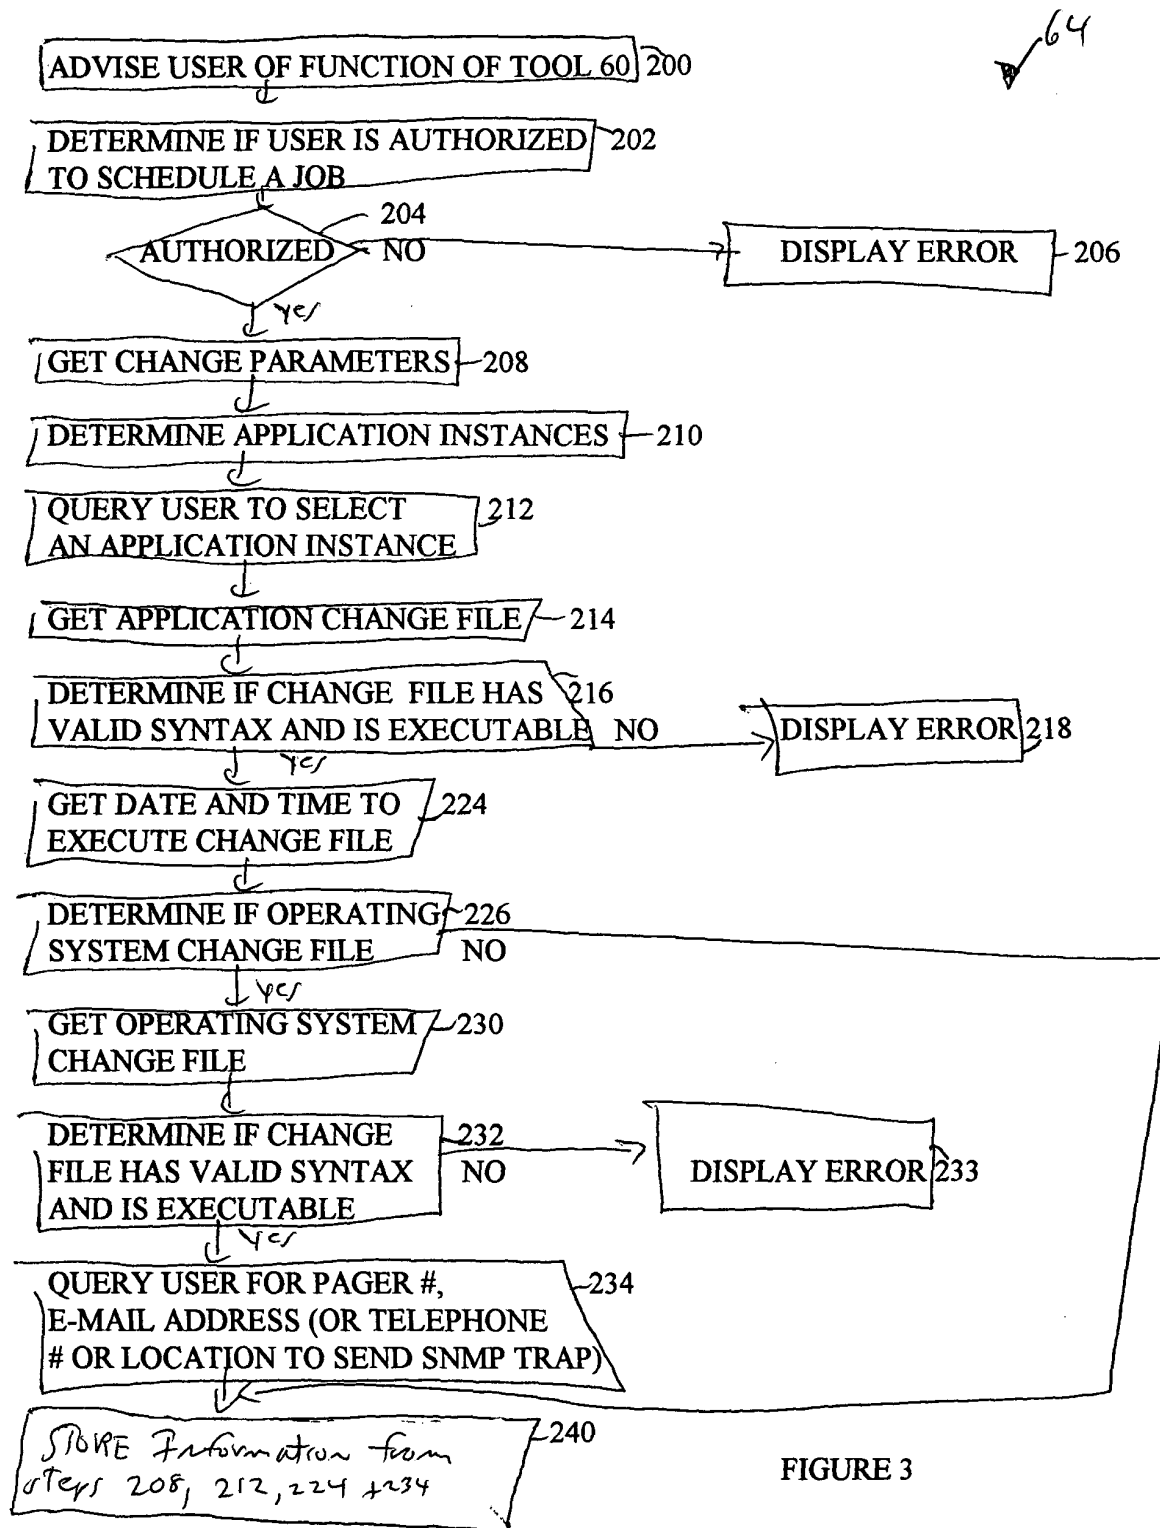 64
ADVISE USER OF FUNCTION OF TOOL 60 200
DETERMINE IF USER IS AUTHORIZED 202
TO SCHEDULE A JOB
204
AUTHORIZED NO
DISPLAY ERROR 206
yes
GET CHANGE PARAMETERS 208
DETERMINE APPLICATION INSTANCES 210
QUERY USER TO SELECT 212
AN APPLICATION INSTANCE
GET APPLICATION CHANGE FILE 214
DETERMINE IF CHANGE FILE HAS 216
VALID SYNTAX AND IS EXECUTABLE NO
DISPLAY ERROR 218
yes
GET DATE AND TIME TO 224
EXECUTE CHANGE FILE
DETERMINE IF OPERATING 226
SYSTEM CHANGE FILE NO
yes
GET OPERATING SYSTEM 230
CHANGE FILE
DETERMINE IF CHANGE 232
FILE HAS VALID SYNTAX NO
AND IS EXECUTABLE
DISPLAY ERROR 233
yes
QUERY USER FOR PAGER #, 234
E-MAIL ADDRESS (OR TELEPHONE
# OR LOCATION TO SEND SNMP TRAP)
STORE Information from 240
steps 208, 212, 224 + 234
FIGURE 3